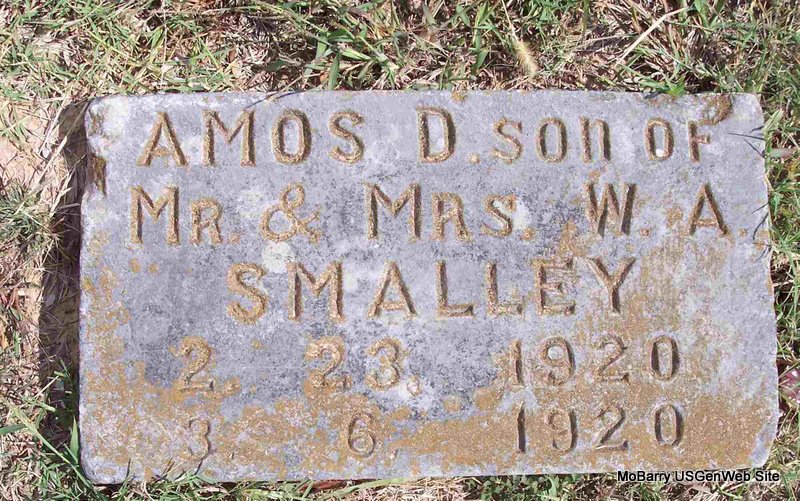 AMOS D. son of
MR. & MRS. W. A.
SMALLEY
2. 23. 1920
3. 6. 1920
MoBarry USGenWeb Site